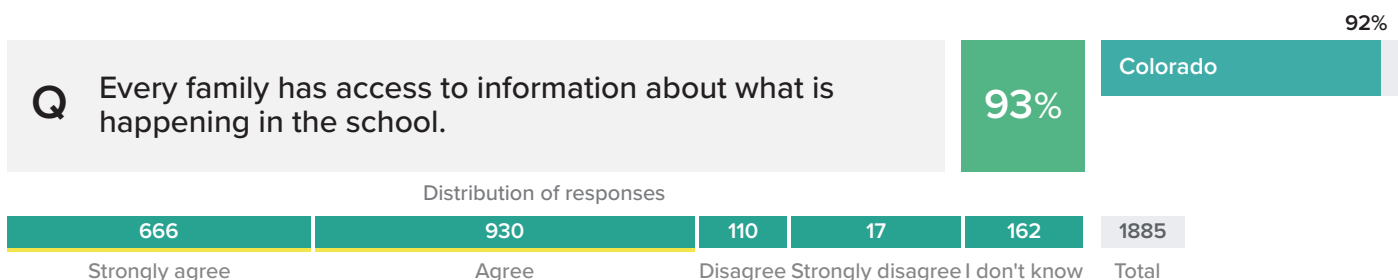 92%
Q
Every family has access to information about what is
happening in the school.
93%
Colorado
Distribution of responses
666 930 110 17 162 1885
Strongly agree Agree Disagree Strongly disagree I don't know Total